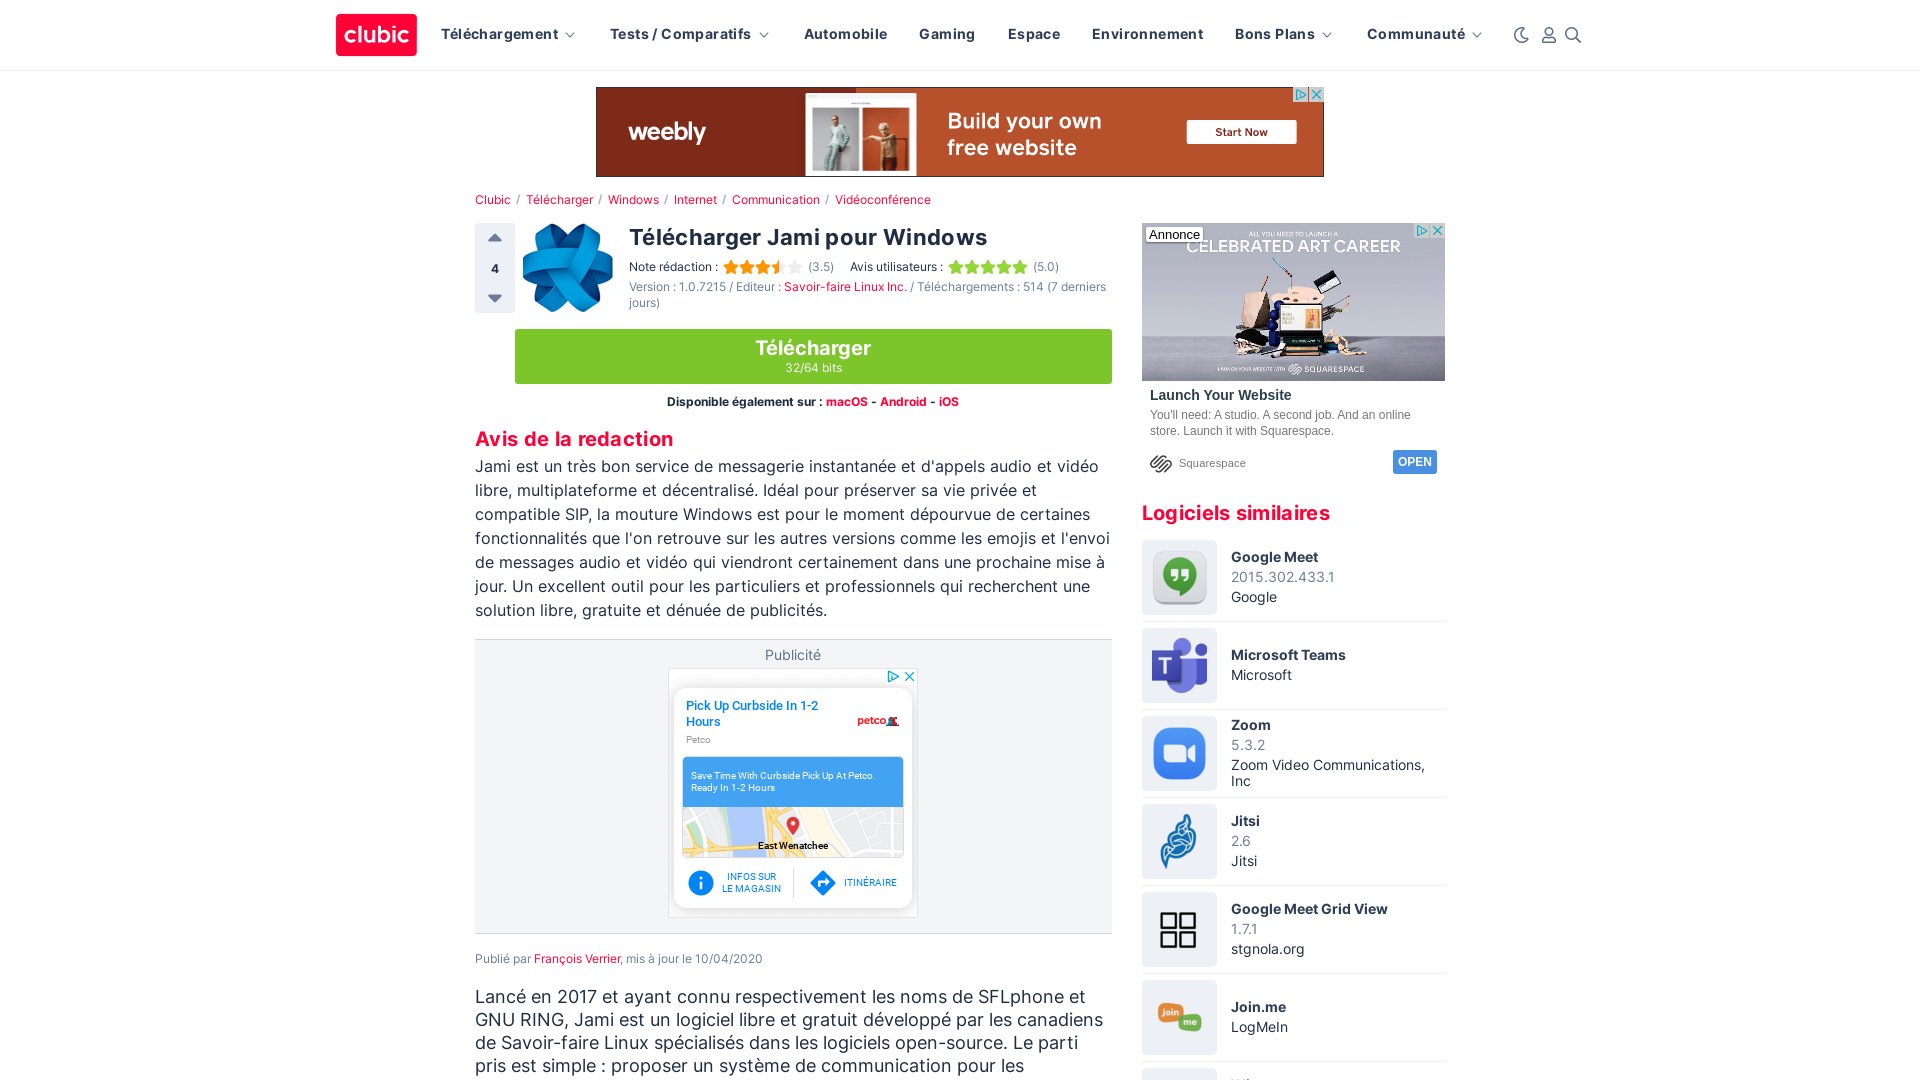 clubic
Téléchargement
Tests / Comparatifs
Automobile
Gaming
Espace
Environnement
Bons Plans
Communauté
weebly
Build your own
free website
Start Now
Clubic / Télécharger / Windows / Internet / Communication / Vidéoconférence
4
Télécharger Jami pour Windows
Note rédaction : (3.5) Avis utilisateurs : (5.0)
Version : 1.0.7215 / Editeur : Savoir-faire Linux Inc. / Téléchargements : 514 (7 derniers
jours)
Télécharger
32/64 bits
Disponible également sur : macOS - Android - iOS
Avis de la redaction
Jami est un très bon service de messagerie instantanée et d'appels audio et vidéo
libre, multiplateforme et décentralisé. Idéal pour préserver sa vie privée et
compatible SIP, la mouture Windows est pour le moment dépourvue de certaines
fonctionnalités que l'on retrouve sur les autres versions comme les emojis et l'envoi
de messages audio et vidéo qui viendront certainement dans une prochaine mise à
jour. Un excellent outil pour les particuliers et professionnels qui recherchent une
solution libre, gratuite et dénuée de publicités.
Publicité
Pick Up Curbside In 1-2
Hours
Petco
petco
Save Time With Curbside Pick Up At Petco.
Ready In 1-2 Hours
East Wenatchee
INFOS SUR
LE MAGASIN
ITINÉRAIRE
Publié par François Verrier, mis à jour le 10/04/2020
Lancé en 2017 et ayant connu respectivement les noms de SFLphone et
GNU RING, Jami est un logiciel libre et gratuit développé par les canadiens
de Savoir-faire Linux spécialisés dans les logiciels open-source. Le parti
pris est simple : proposer un système de communication pour les
Annonce
ALL YOU NEED TO LAUNCH A
CELEBRATED ART CAREER
LAUNCH YOUR WEBSITE WITH SQUARESPACE
Launch Your Website
You'll need: A studio. A second job. And an online
store. Launch it with Squarespace.
Squarespace
OPEN
Logiciels similaires
Google Meet
2015.302.433.1
Google
T
Microsoft Teams
Microsoft
Zoom
5.3.2
Zoom Video Communications,
Inc
Jitsi
2.6
Jitsi
Google Meet Grid View
1.7.1
stgnola.org
join
me
Join.me
LogMeIn